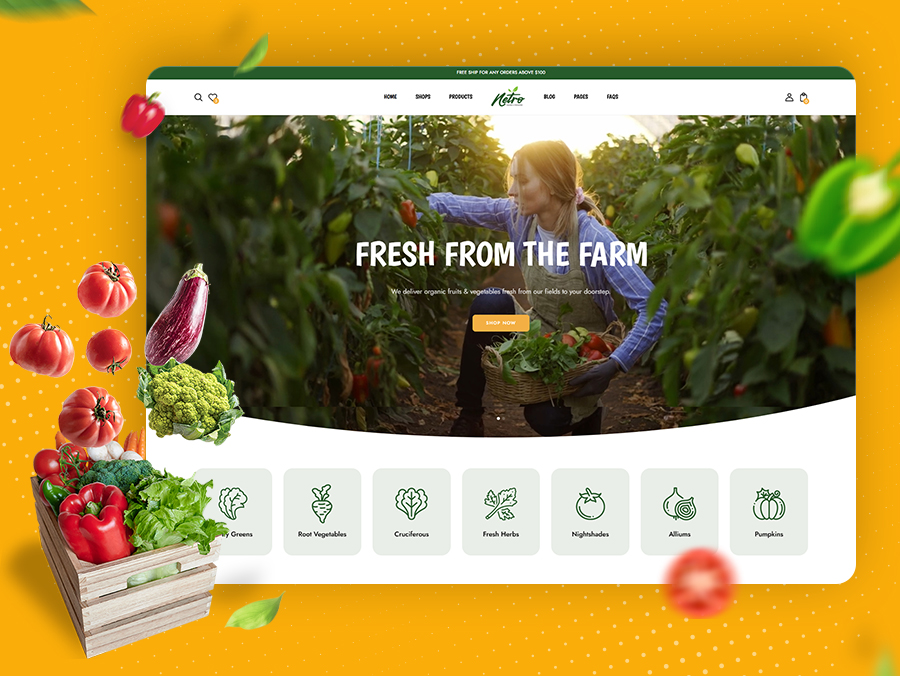 FREE SHIP FOR ANY ORDERS ABOVE $100
HOME SHOPS PRODUCTS Netro BLOG PAGES FAQS
FRESH FROM THE FARM
We deliver organic fruits & vegetables fresh from our fields to your doorstep.
SHOP NOW
Greens Root Vegetables Cruciferous Fresh Herbs Nightshades Alliums Pumpkins